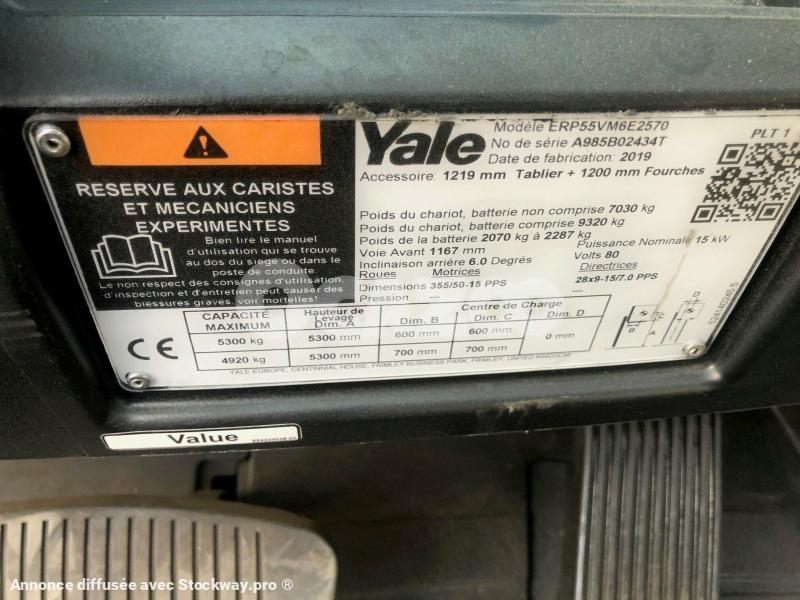 Yale
Modèle ERP55VM6E2570
No de série A985B02434T
Date de fabrication: 2019
PLT 1
Accessoire: 1219 mm Tablier + 1200 mm Fourches
RESERVE AUX CARISTES
ET MECANICIENS
EXPERIMENTES
Bien lire le manuel
d'utilisation qui se trouve
au dos du siege ou dans le
poste de conduite.
Le non respect des consignes d'utilisation,
d'inspection et d'entretien peut causer des
blessures graves, voir mortelles!
Poids du chariot, batterie non comprise 7030 kg
Poids du chariot, batterie comprise 9320 kg
Poids de la batterie 2070 kg à 2287 kg
Voie Avant 1167 mm
Puissance Nominale 15 kW
Inclinaison arrière 6.0 Degrés
Volts 80
Roues Motrices Directrices
Dimensions 355/50-15 PPS 28x9-15/7.0 PPS
Pression --- ---
CAPACITÉ MAXIMUM
Hauteur de Levage Dim. A
Centre de Charge
Dim. B Dim. C Dim. D
5300 kg 5300 mm 600 mm 600 mm 0 mm
4920 kg 5300 mm 700 mm 700 mm
YALE EUROPE, CENTENNIAL HOUSE, FRIMLEY BUSINESS PARK, FRIMLEY, UNITED KINGDOM
CE
B
C
A
D
Value
Annonce diffusée avec Stockway.pro ®